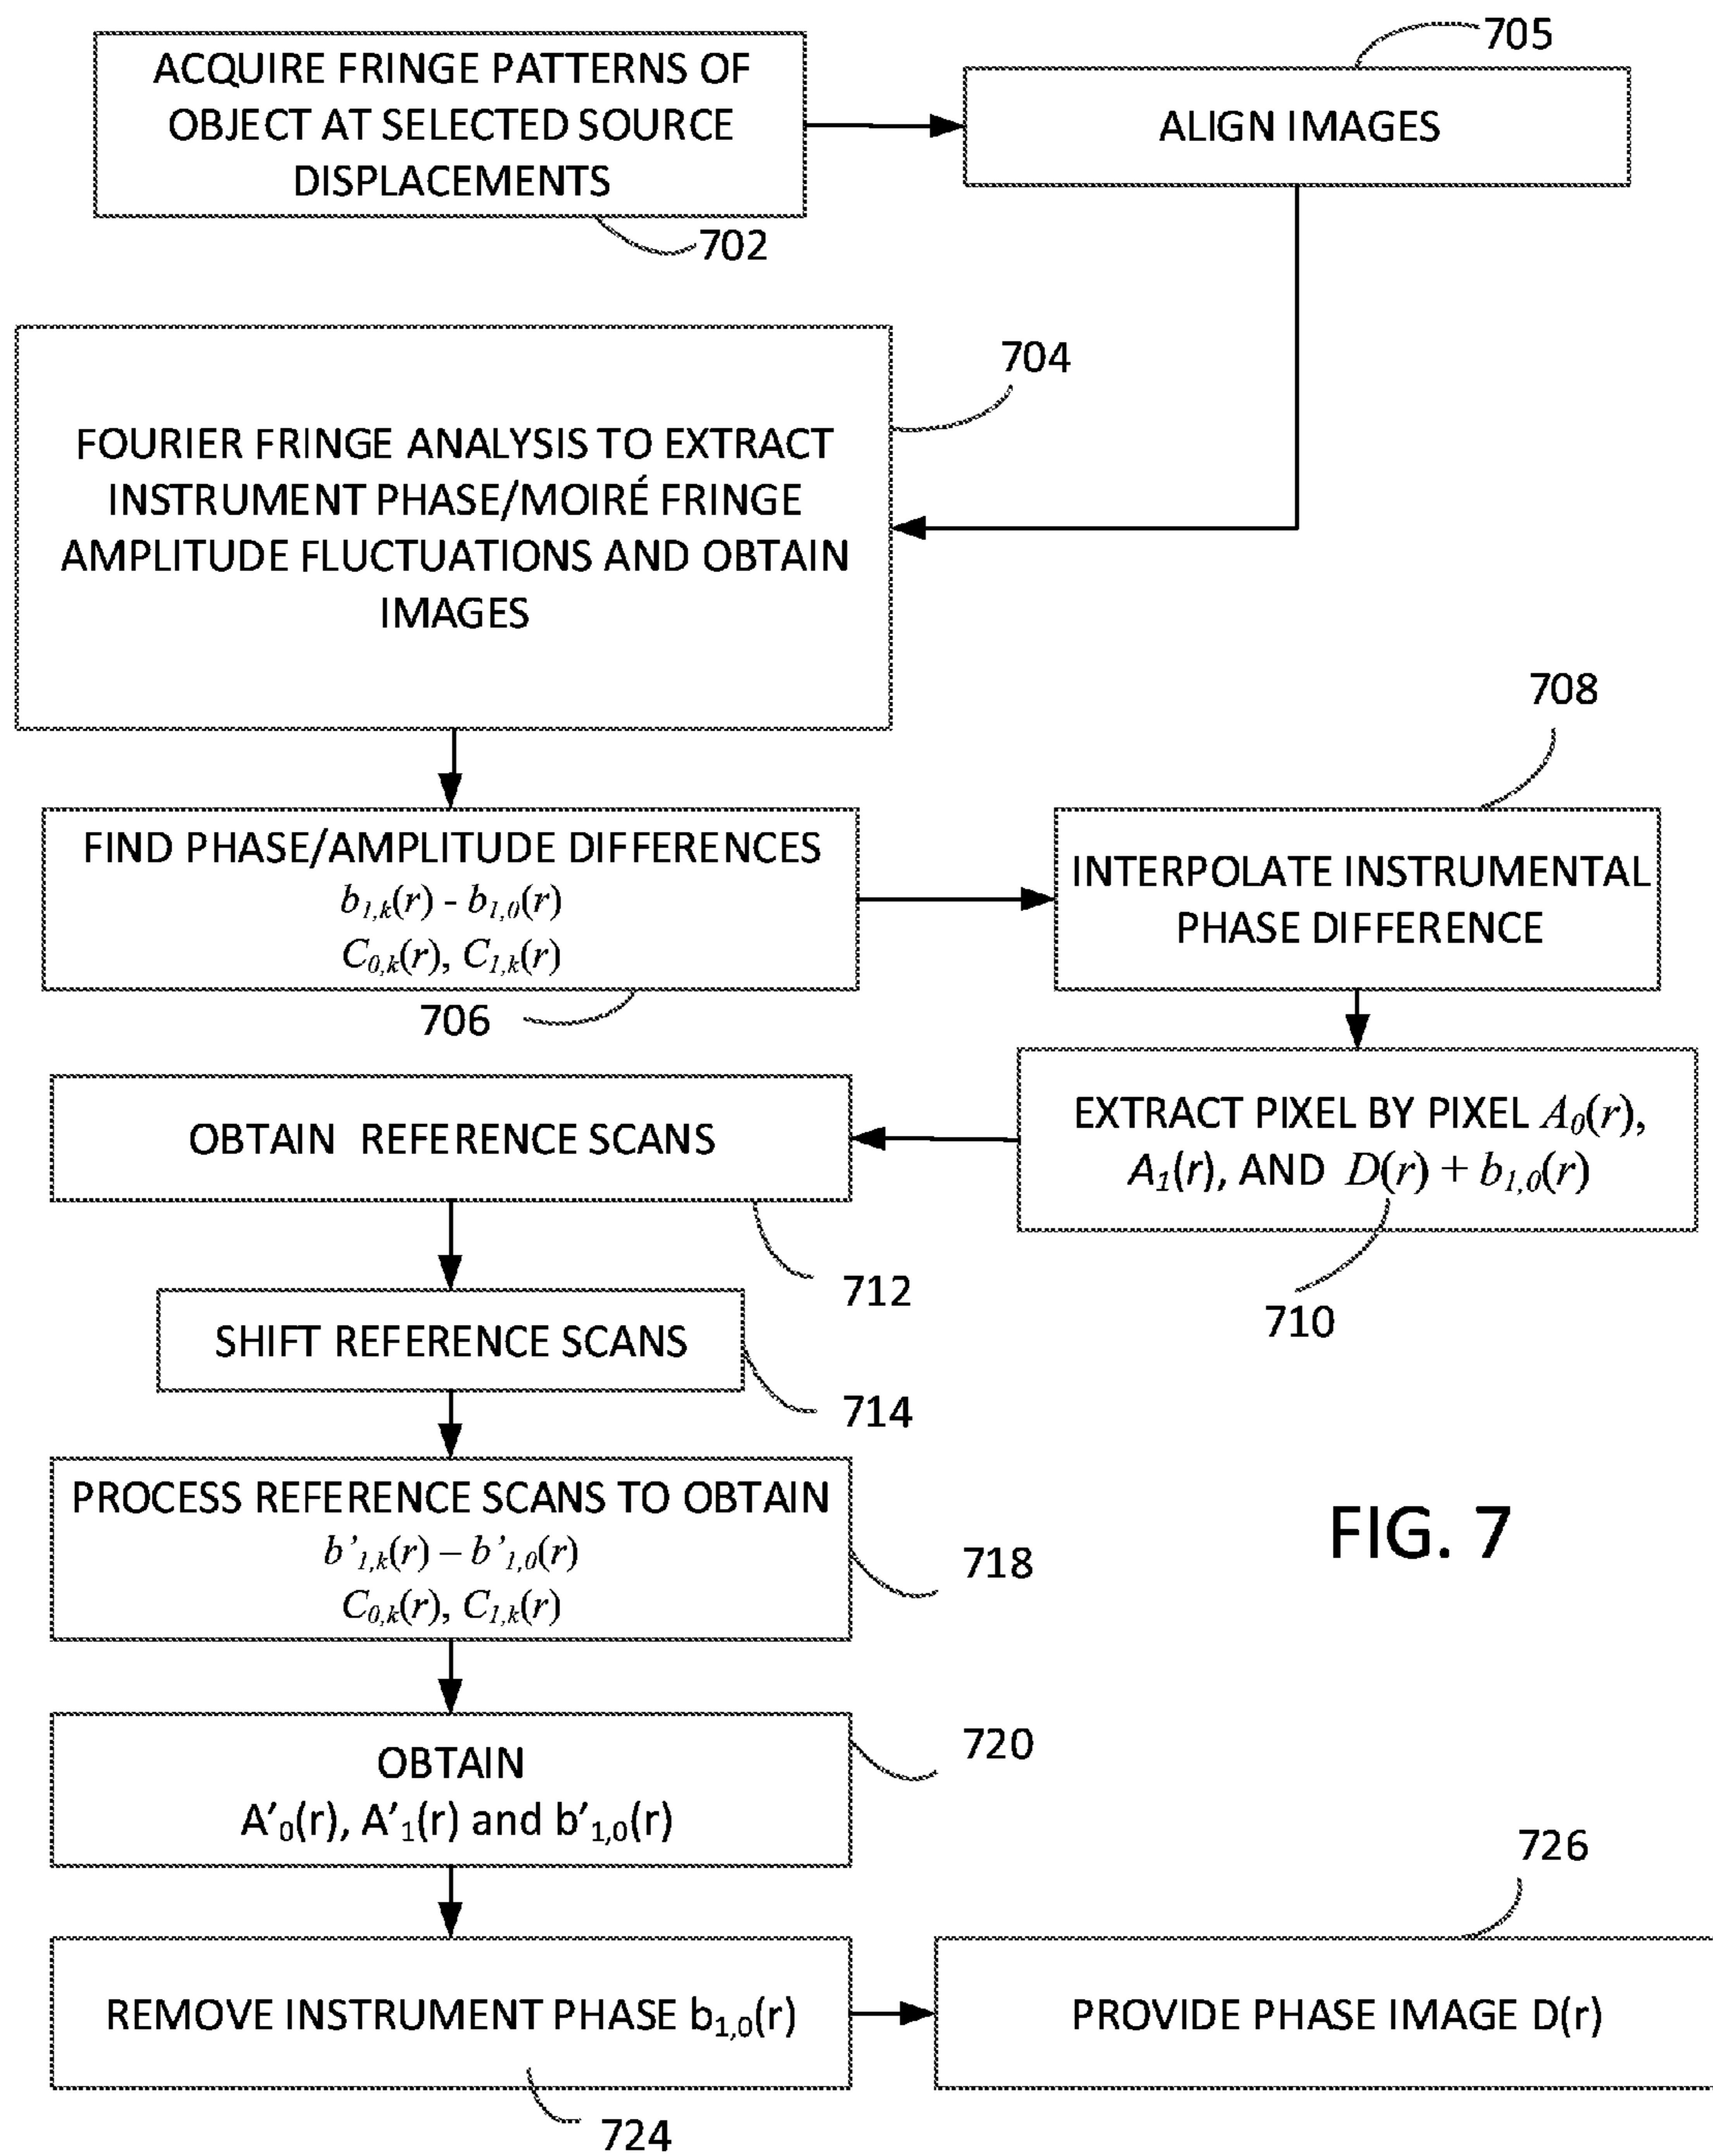 705
ACQUIRE FRINGE PATTERNS OF
OBJECT AT SELECTED SOURCE
DISPLACEMENTS
ALIGN IMAGES
702
704
FOURIER FRINGE ANALYSIS TO EXTRACT
INSTRUMENT PHASE/MOIRÉ FRINGE
AMPLITUDE FLUCTUATIONS AND OBTAIN
IMAGES
708
FIND PHASE/AMPLITUDE DIFFERENCES
b₁,ₖ(r) - b₁,₀(r)
C₀,ₖ(r), C₁,ₖ(r)
INTERPOLATE INSTRUMENTAL
PHASE DIFFERENCE
706
EXTRACT PIXEL BY PIXEL A₀(r),
A₁(r), AND D(r) + b₁,₀(r)
710
OBTAIN REFERENCE SCANS
712
SHIFT REFERENCE SCANS
714
PROCESS REFERENCE SCANS TO OBTAIN
b’₁,ₖ(r) – b’₁,₀(r)
C₀,ₖ(r), C₁,ₖ(r)
718
FIG. 7
OBTAIN
A’₀(r), A’₁(r) and b’₁,₀(r)
720
726
REMOVE INSTRUMENT PHASE b₁,₀(r)
PROVIDE PHASE IMAGE D(r)
724